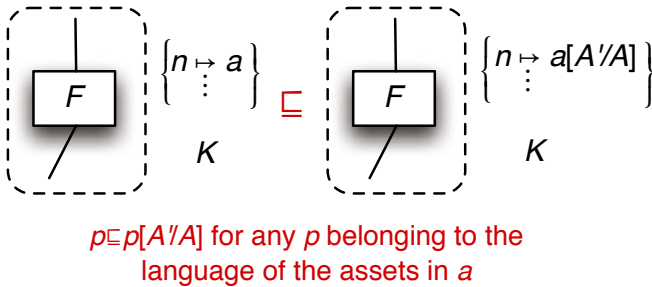 F
{n ↦ a
⋮}
K
⊑
F
{n ↦ a[A'/A]
⋮}
K
p⊑p[A'/A] for any p belonging to the
language of the assets in a